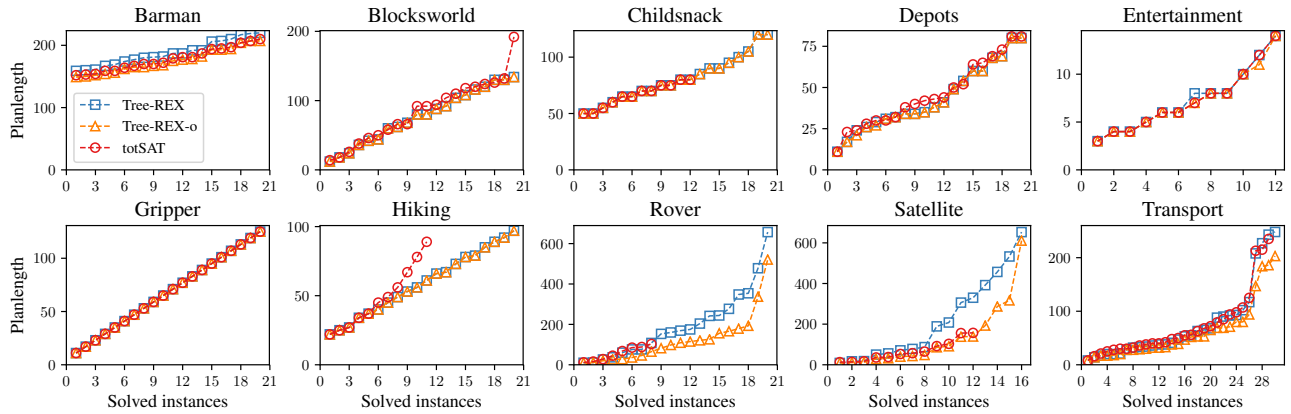 Barman
Blocksworld
Childsnack
Depots
Entertainment
Planlength
200
100
0
0 3 6 9 12 15 18 21
Tree-REX
Tree-REX-o
totSAT
200
100
0
0 3 6 9 12 15 18 21
100
50
0
0 3 6 9 12 15 18 21
75
50
25
0
0 3 6 9 12 15 18 21
10
5
0
0 2 4 6 8 10 12
Gripper
Hiking
Rover
Satellite
Transport
Planlength
100
50
0
0 3 6 9 12 15 18 21
Solved instances
100
50
0
0 3 6 9 12 15 18 21
Solved instances
600
400
200
0
0 3 6 9 12 15 18 21
Solved instances
600
400
200
0
0 2 4 6 8 10 12 14 16
Solved instances
200
100
0
0 4 8 12 16 20 24 28
Solved instances